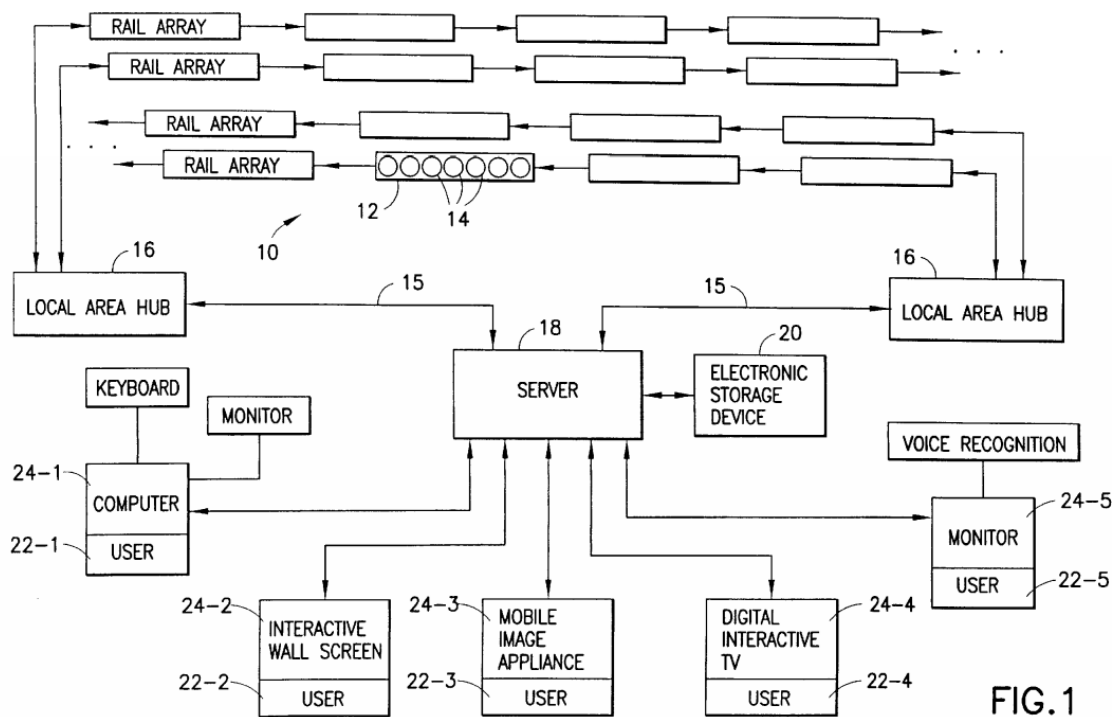 RAIL ARRAY
. . .
RAIL ARRAY
RAIL ARRAY
. . . .
RAIL ARRAY
12
14
10
16
16
LOCAL AREA HUB
15
15
LOCAL AREA HUB
18
20
SERVER
ELECTRONIC
STORAGE
DEVICE
KEYBOARD
MONITOR
VOICE RECOGNITION
24-1
COMPUTER
24-5
MONITOR
22-1
USER
USER
22-5
24-2
INTERACTIVE
WALL SCREEN
24-3
MOBILE
IMAGE
APPLIANCE
DIGITAL
INTERACTIVE
TV
24-4
22-2
USER
22-3
USER
USER
22-4
FIG.1